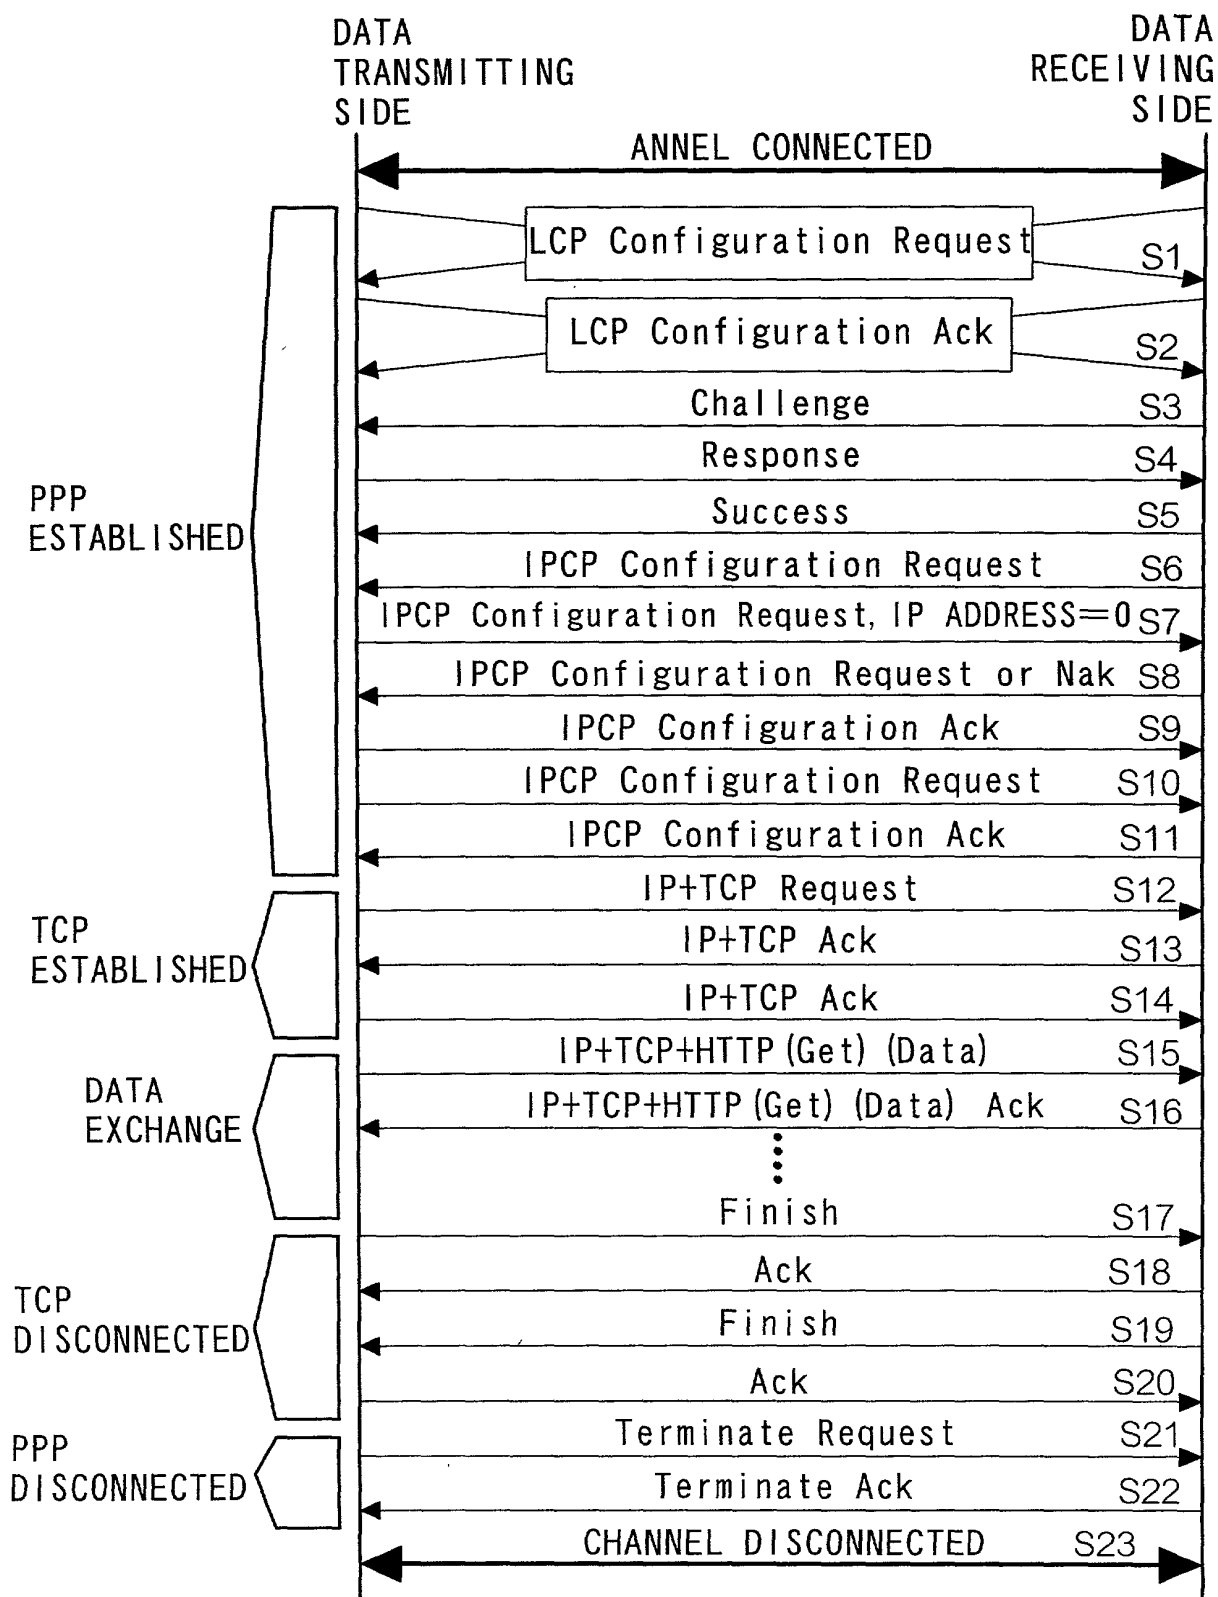 DATA
TRANSMITTING
SIDE
DATA
RECEIVING
SIDE
ANNEL CONNECTED
LCP Configuration Request
S1
LCP Configuration Ack
S2
Challenge S3
Response S4
PPP
ESTABLISHED
Success S5
IPCP Configuration Request S6
IPCP Configuration Request, IP ADDRESS=0 S7
IPCP Configuration Request or Nak S8
IPCP Configuration Ack S9
IPCP Configuration Request S10
IPCP Configuration Ack S11
IP+TCP Request S12
TCP
ESTABLISHED
IP+TCP Ack S13
IP+TCP Ack S14
IP+TCP+HTTP(Get)(Data) S15
DATA
EXCHANGE
IP+TCP+HTTP(Get)(Data) Ack S16
Finish S17
Ack S18
TCP
DISCONNECTED
Finish S19
Ack S20
Terminate Request S21
PPP
DISCONNECTED
Terminate Ack S22
CHANNEL DISCONNECTED S23